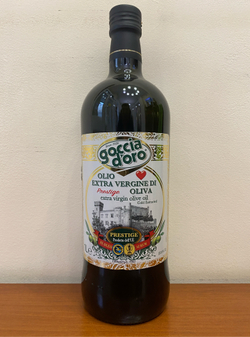 goccia
d'oro
OLIO
EXTRA VERGINE DI
Prestige OLIVA
extra virgin olive oil
PRESTIGE